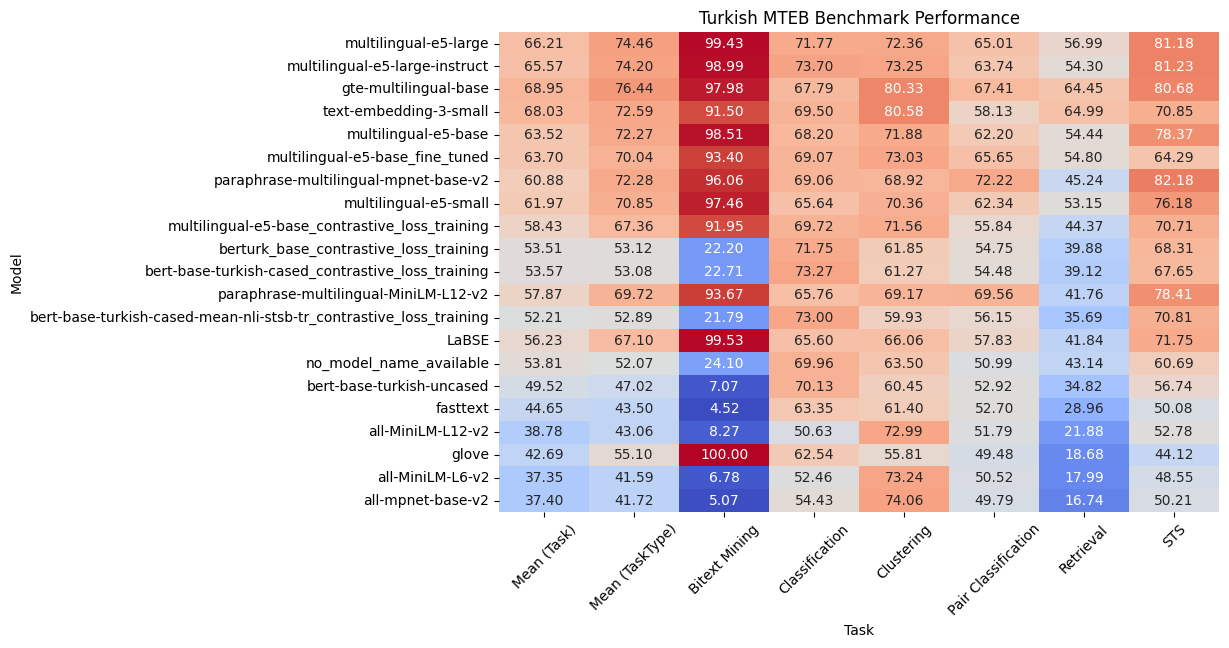 Turkish MTEB Benchmark Performance
Model
multilingual-e5-large 66.21 74.46 99.43 71.77 72.36 65.01 56.99 81.18
multilingual-e5-large-instruct 65.57 74.20 98.99 73.70 73.25 63.74 54.30 81.23
gte-multilingual-base 68.95 76.44 97.98 67.79 80.33 67.41 64.45 80.68
text-embedding-3-small 68.03 72.59 91.50 69.50 80.58 58.13 64.99 70.85
multilingual-e5-base 63.52 72.27 98.51 68.20 71.88 62.20 54.44 78.37
multilingual-e5-base_fine_tuned 63.70 70.04 93.40 69.07 73.03 65.65 54.80 64.29
paraphrase-multilingual-mpnet-base-v2 60.88 72.28 96.06 69.06 68.92 72.22 45.24 82.18
multilingual-e5-small 61.97 70.85 97.46 65.64 70.36 62.34 53.15 76.18
multilingual-e5-base_contrastive_loss_training 58.43 67.36 91.95 69.72 71.56 55.84 44.37 70.71
berturk_base_contrastive_loss_training 53.51 53.12 22.20 71.75 61.85 54.75 39.88 68.31
bert-base-turkish-cased_contrastive_loss_training 53.57 53.08 22.71 73.27 61.27 54.48 39.12 67.65
paraphrase-multilingual-MiniLM-L12-v2 57.87 69.72 93.67 65.76 69.17 69.56 41.76 78.41
bert-base-turkish-cased-mean-nli-stsb-tr_contrastive_loss_training 52.21 52.89 21.79 73.00 59.93 56.15 35.69 70.81
LaBSE 56.23 67.10 99.53 65.60 66.06 57.83 41.84 71.75
no_model_name_available 53.81 52.07 24.10 69.96 63.50 50.99 43.14 60.69
bert-base-turkish-uncased 49.52 47.02 7.07 70.13 60.45 52.92 34.82 56.74
fasttext 44.65 43.50 4.52 63.35 61.40 52.70 28.96 50.08
all-MiniLM-L12-v2 38.78 43.06 8.27 50.63 72.99 51.79 21.88 52.78
glove 42.69 55.10 100.00 62.54 55.81 49.48 18.68 44.12
all-MiniLM-L6-v2 37.35 41.59 6.78 52.46 73.24 50.52 17.99 48.55
all-mpnet-base-v2 37.40 41.72 5.07 54.43 74.06 49.79 16.74 50.21
Mean (Task) Mean (TaskType) Bitext Mining Classification Clustering Pair Classification Retrieval STS
Task